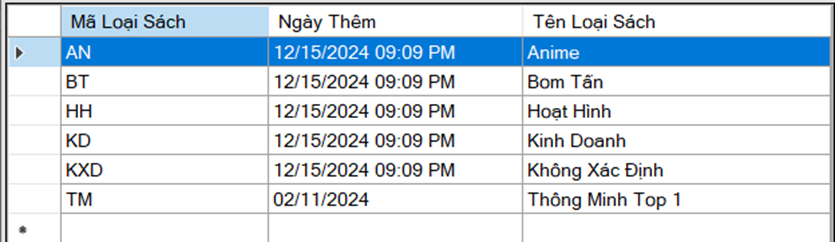 Mã Loại Sách Ngày Thêm Tên Loại Sách
AN 12/15/2024 09:09 PM Anime
BT 12/15/2024 09:09 PM Bom Tấn
HH 12/15/2024 09:09 PM Hoạt Hình
KD 12/15/2024 09:09 PM Kinh Doanh
KXD 12/15/2024 09:09 PM Không Xác Định
TM 02/11/2024 Thông Minh Top 1